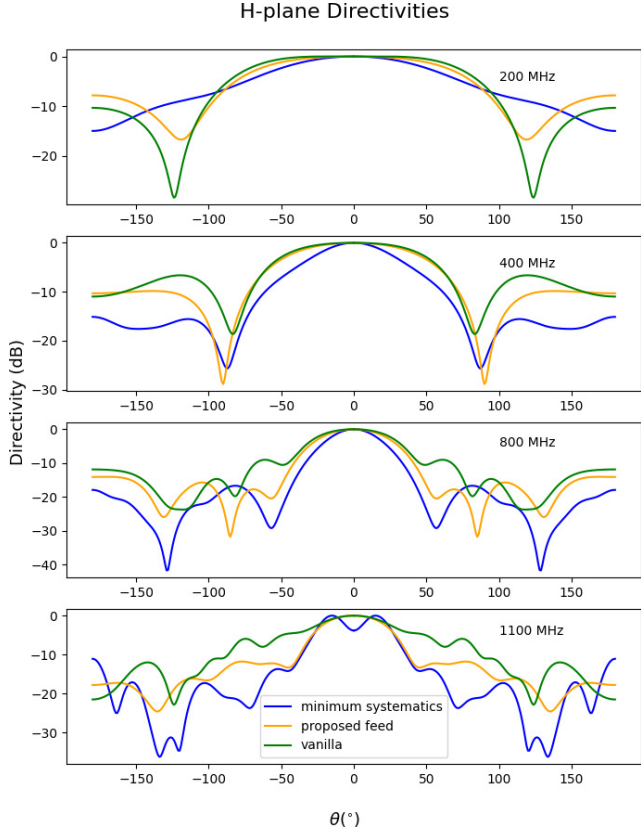 H-plane Directivities
0
−10
−20
200 MHz
−150 −100 −50 0 50 100 150
0
−10
−20
−30
400 MHz
−150 −100 −50 0 50 100 150
Directivity (dB)
0
−10
−20
−30
−40
800 MHz
−150 −100 −50 0 50 100 150
0
−10
−20
−30
1100 MHz
minimum systematics
proposed feed
vanilla
−150 −100 −50 0 50 100 150
θ(°)